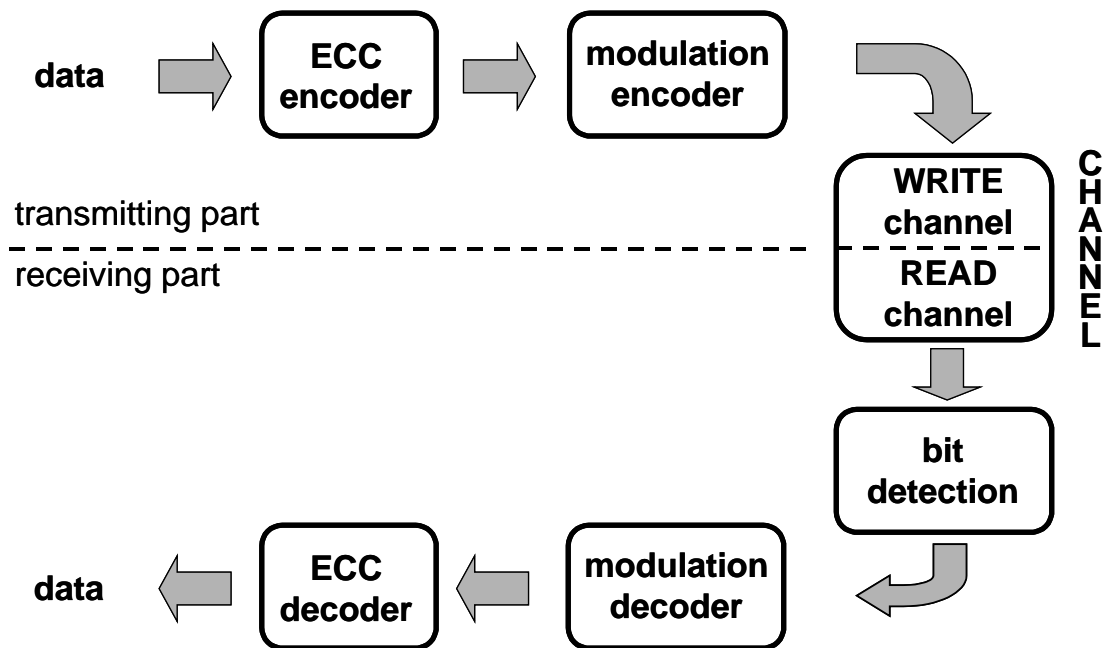 data
ECC
encoder
modulation
encoder
WRITE
channel
READ
channel
CHANNEL
transmitting part
receiving part
bit
detection
data
ECC
decoder
modulation
decoder